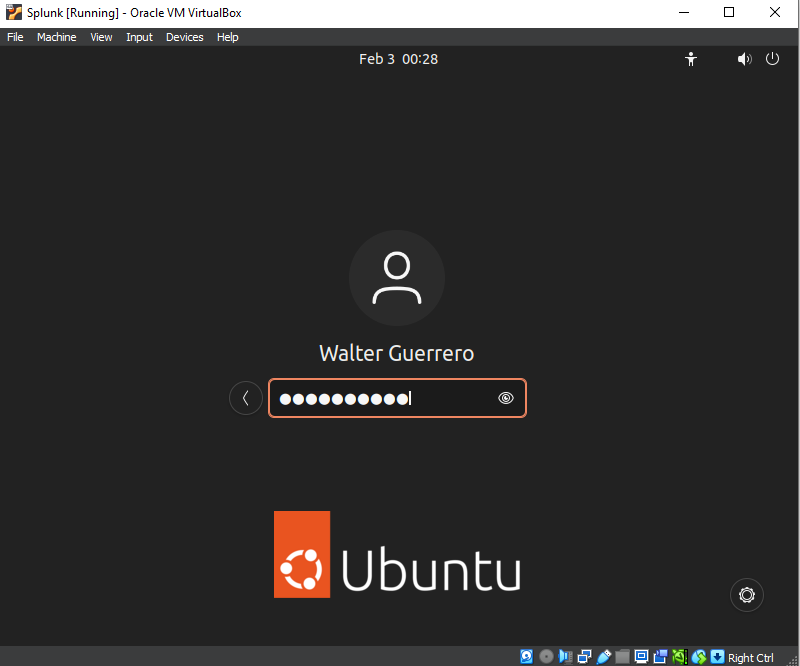 Splunk [Running] - Oracle VM VirtualBox
File Machine View Input Devices Help
Feb 3 00:28
Walter Guerrero
●●●●●●●●●●
Ubuntu
Right Ctrl